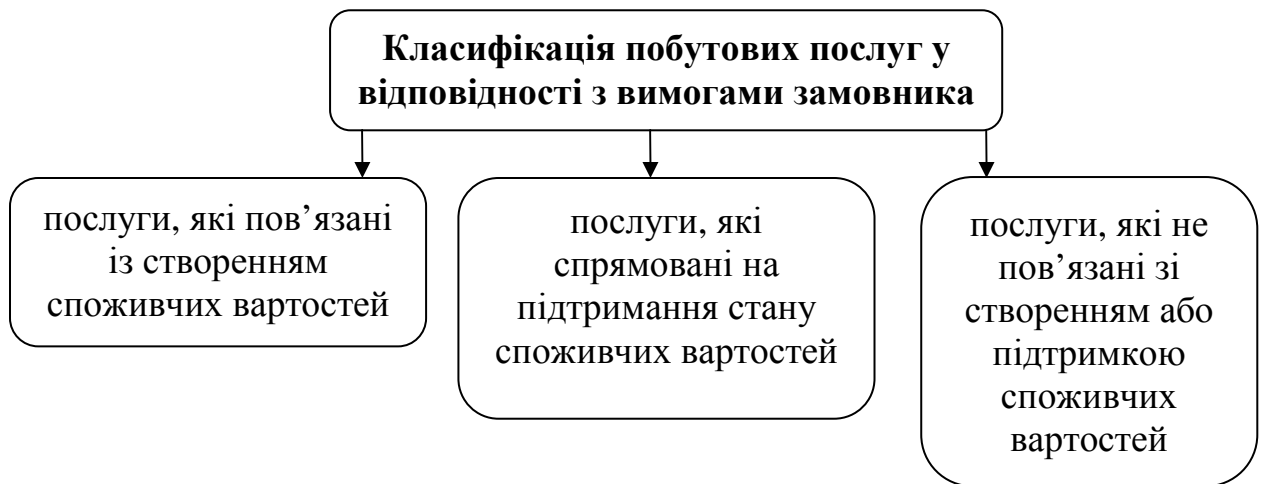 Класифікація побутових послуг у
відповідності з вимогами замовника
послуги, які пов’язані
із створенням
споживчих вартостей
послуги, які
спрямовані на
підтримання стану
споживчих вартостей
послуги, які не
пов’язані зі
створенням або
підтримкою
споживчих
вартостей